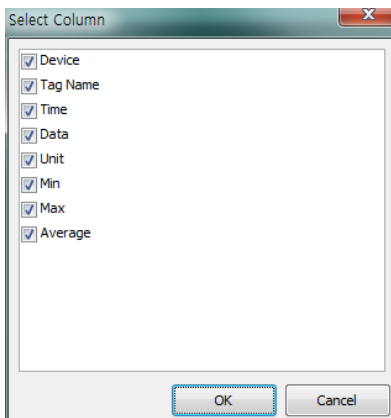 Select Column
Device
Tag Name
Time
Data
Unit
Min
Max
Average
OK Cancel